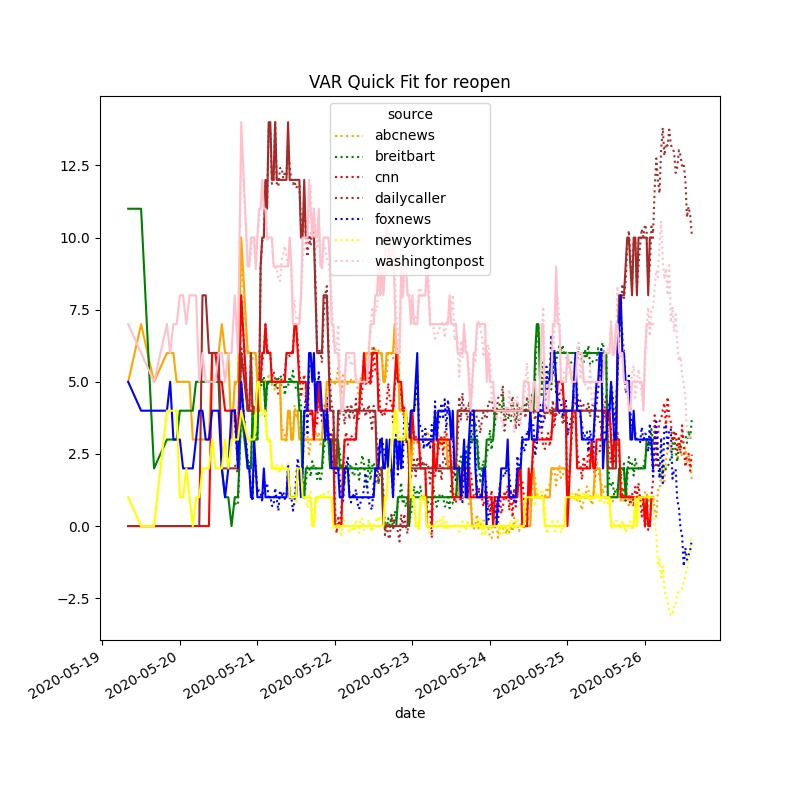 VAR Quick Fit for reopen
source
abcnews
breitbart
cnn
dailycaller
foxnews
newyorktimes
washingtonpost
12.5
10.0
7.5
5.0
2.5
0.0
−2.5
2020-05-19
2020-05-20
2020-05-21
2020-05-22
2020-05-23
2020-05-24
2020-05-25
2020-05-26
date